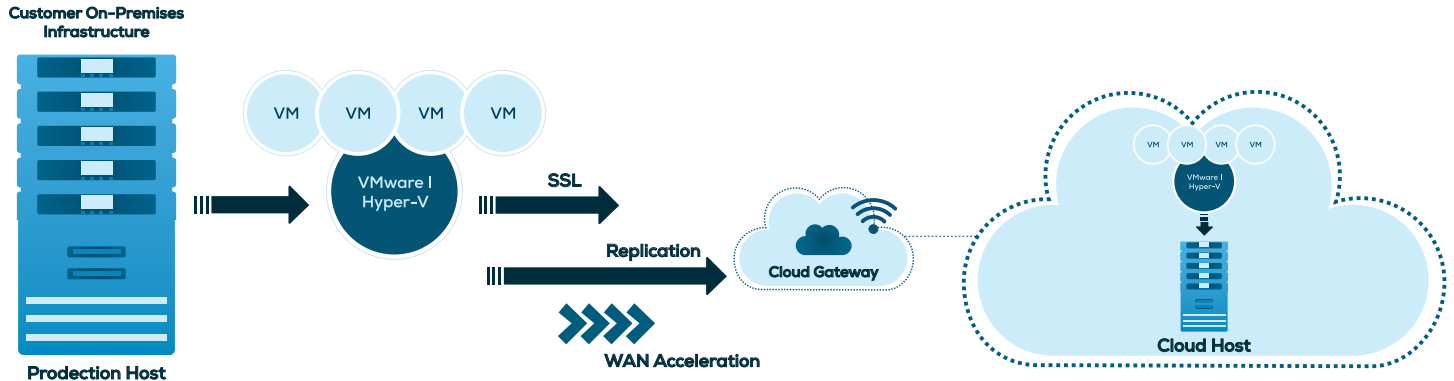 Customer On-Premises
Infrastructure
Prodection Host
VM
VM
VM
VM
VMware |
Hyper-V
SSL
Replication
WAN Acceleration
Cloud Gateway
VM
VM
VM
VM
VMware |
Hyper-V
Cloud Host